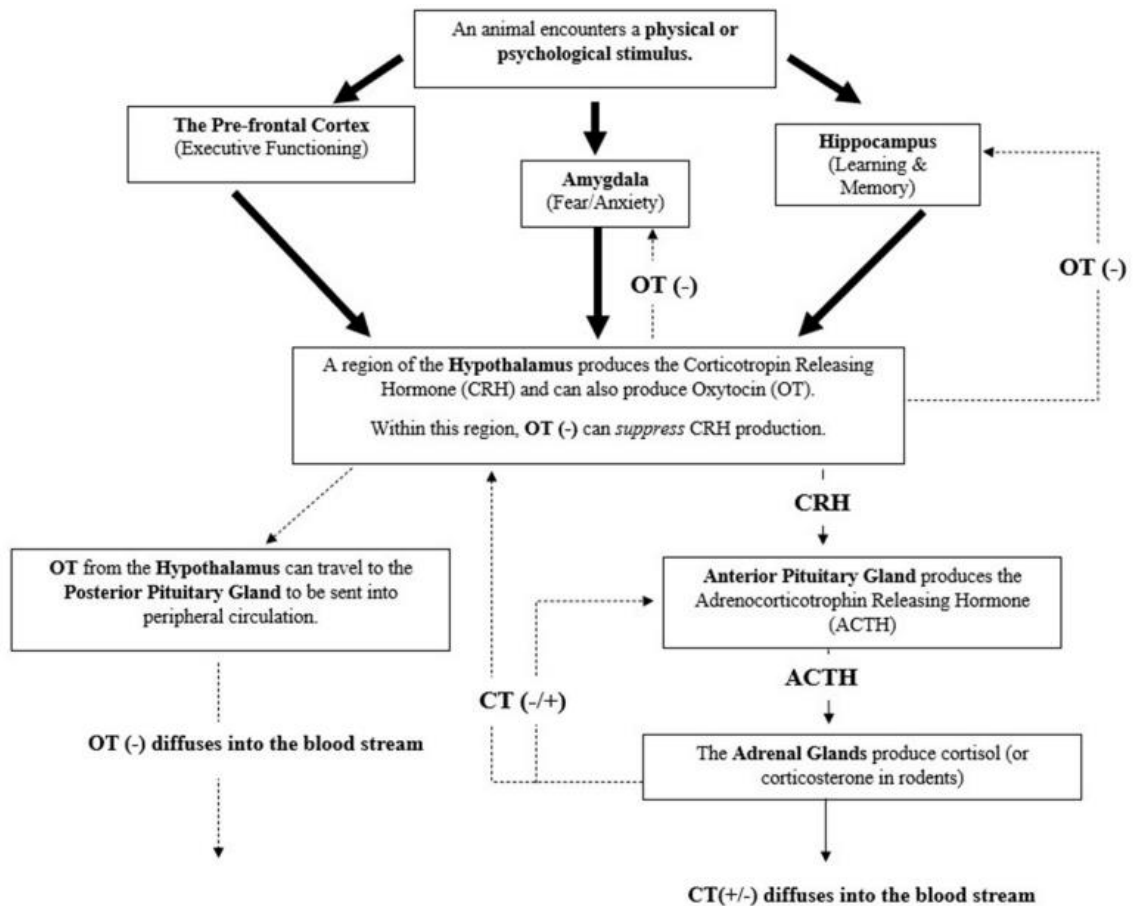 An animal encounters a physical or
psychological stimulus.
The Pre-frontal Cortex
(Executive Functioning)
Amygdala
(Fear/Anxiety)
Hippocampus
(Learning &
Memory)
OT (-)
OT (-)
A region of the Hypothalamus produces the Corticotropin Releasing
Hormone (CRH) and can also produce Oxytocin (OT).
Within this region, OT (-) can suppress CRH production.
CRH
OT from the Hypothalamus can travel to the
Posterior Pituitary Gland to be sent into
peripheral circulation.
Anterior Pituitary Gland produces the
Adrenocorticotrophin Releasing Hormone
(ACTH)
ACTH
CT (-/+)
OT (-) diffuses into the blood stream
The Adrenal Glands produce cortisol (or
corticosterone in rodents)
CT(+/-) diffuses into the blood stream